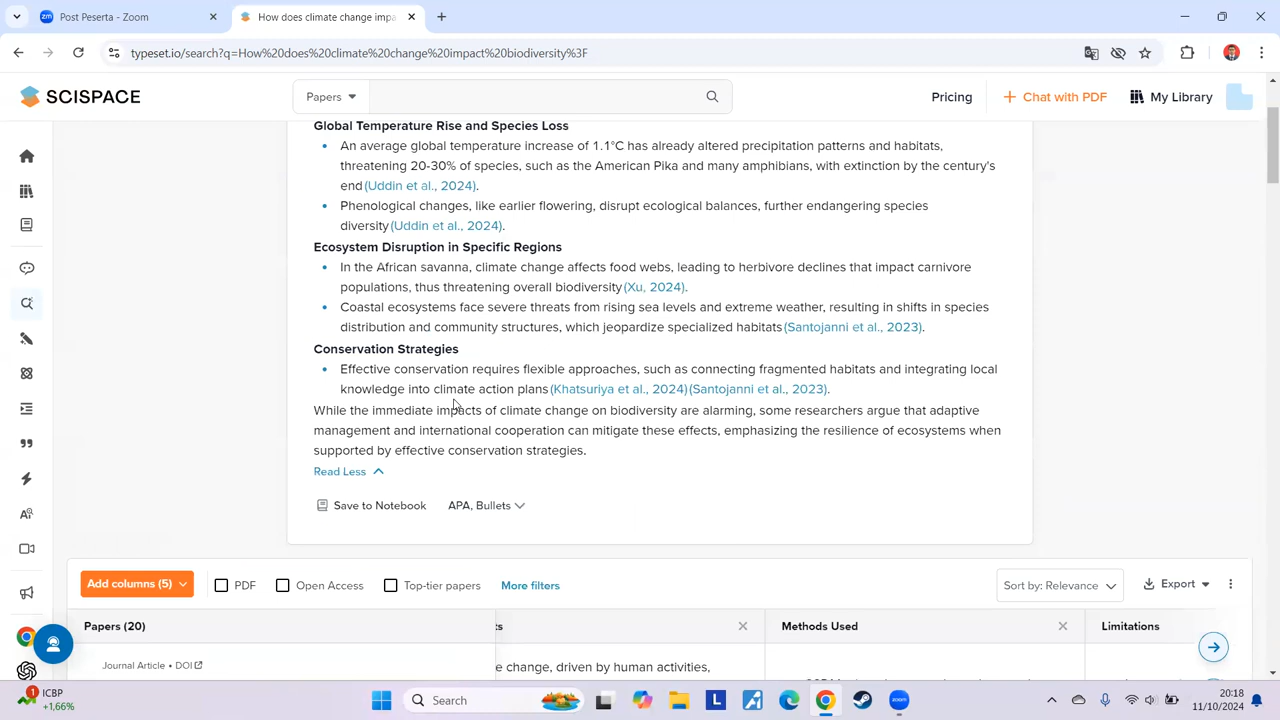 Post Peserta - Zoom
How does climate change impa
typeset.io/search?q=How%20does%20climate%20change%20impact%20biodiversity%3F
SCISPACE
Papers
Pricing
Chat with PDF
My Library
Global Temperature Rise and Species Loss
An average global temperature increase of 1.1°C has already altered precipitation patterns and habitats,
threatening 20-30% of species, such as the American Pika and many amphibians, with extinction by the century's
end (Uddin et al., 2024).
Phenological changes, like earlier flowering, disrupt ecological balances, further endangering species
diversity (Uddin et al., 2024).
Ecosystem Disruption in Specific Regions
In the African savanna, climate change affects food webs, leading to herbivore declines that impact carnivore
populations, thus threatening overall biodiversity (Xu, 2024).
Coastal ecosystems face severe threats from rising sea levels and extreme weather, resulting in shifts in species
distribution and community structures, which jeopardize specialized habitats (Santojanni et al., 2023).
Conservation Strategies
Effective conservation requires flexible approaches, such as connecting fragmented habitats and integrating local
knowledge into climate action plans (Khatsuriya et al., 2024) (Santojanni et al., 2023).
While the immediate impacts of climate change on biodiversity are alarming, some researchers argue that adaptive
management and international cooperation can mitigate these effects, emphasizing the resilience of ecosystems when
supported by effective conservation strategies.
Read Less
Save to Notebook
APA, Bullets
Add columns (5)
PDF
Open Access
Top-tier papers
More filters
Sort by: Relevance
Export
Papers (20)
ts
Methods Used
Limitations
Journal Article • DOI
e change, driven by human activities,
ICBP
+1,66%
Search
20:18
11/10/2024